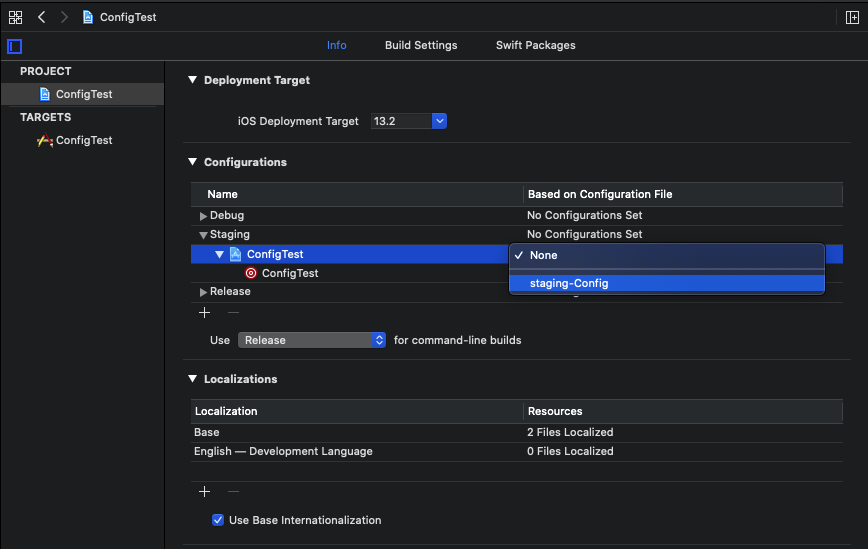 ConfigTest
Info Build Settings Swift Packages
PROJECT
ConfigTest
TARGETS
ConfigTest
Deployment Target
iOS Deployment Target 13.2
Configurations
Name Based on Configuration File
Debug No Configurations Set
Staging No Configurations Set
ConfigTest None
ConfigTest staging-Config
Release
Use Release for command-line builds
Localizations
Localization Resources
Base 2 Files Localized
English — Development Language 0 Files Localized
Use Base Internationalization